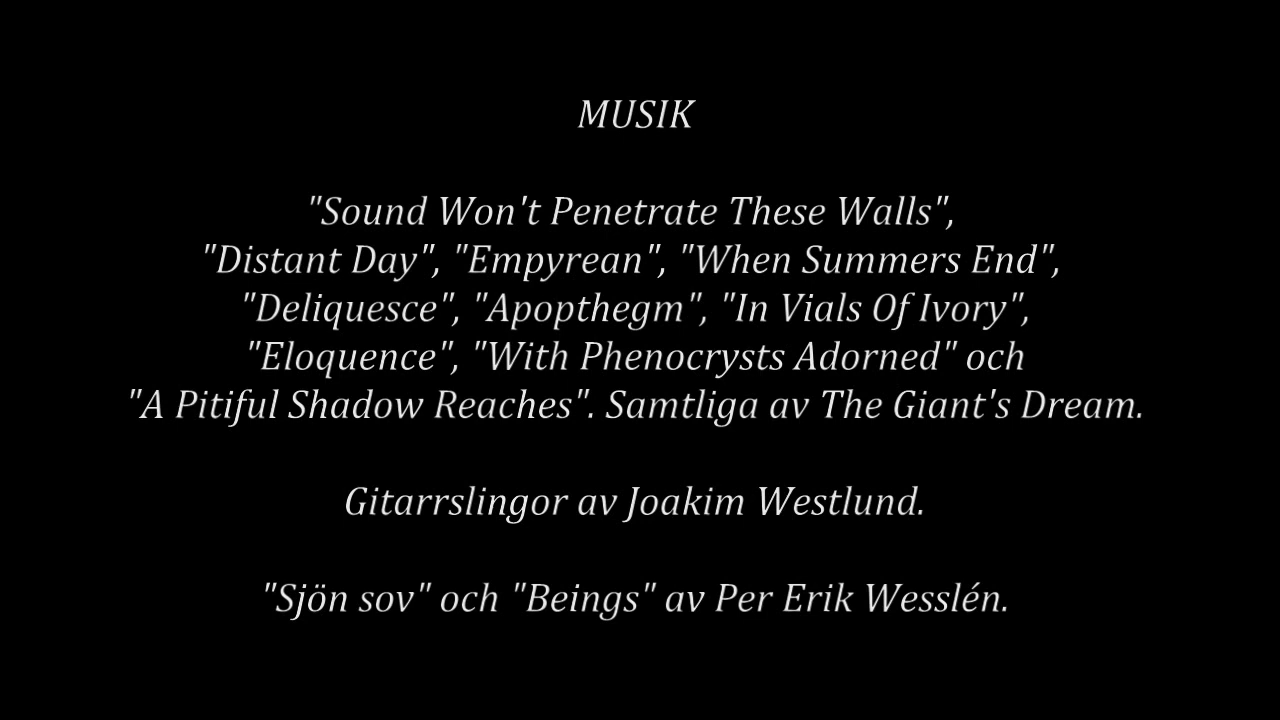 MUSIK
"Sound Won't Penetrate These Walls",
"Distant Day", "Empyrean", "When Summers End",
"Deliquesce", "Apopthegm", "In Vials Of Ivory",
"Eloquence", "With Phenocrysts Adorned" och
"A Pitiful Shadow Reaches". Samtliga av The Giant's Dream.
Gitarrslingor av Joakim Westlund.
"Sjön sov" och "Beings" av Per Erik Wesslén.